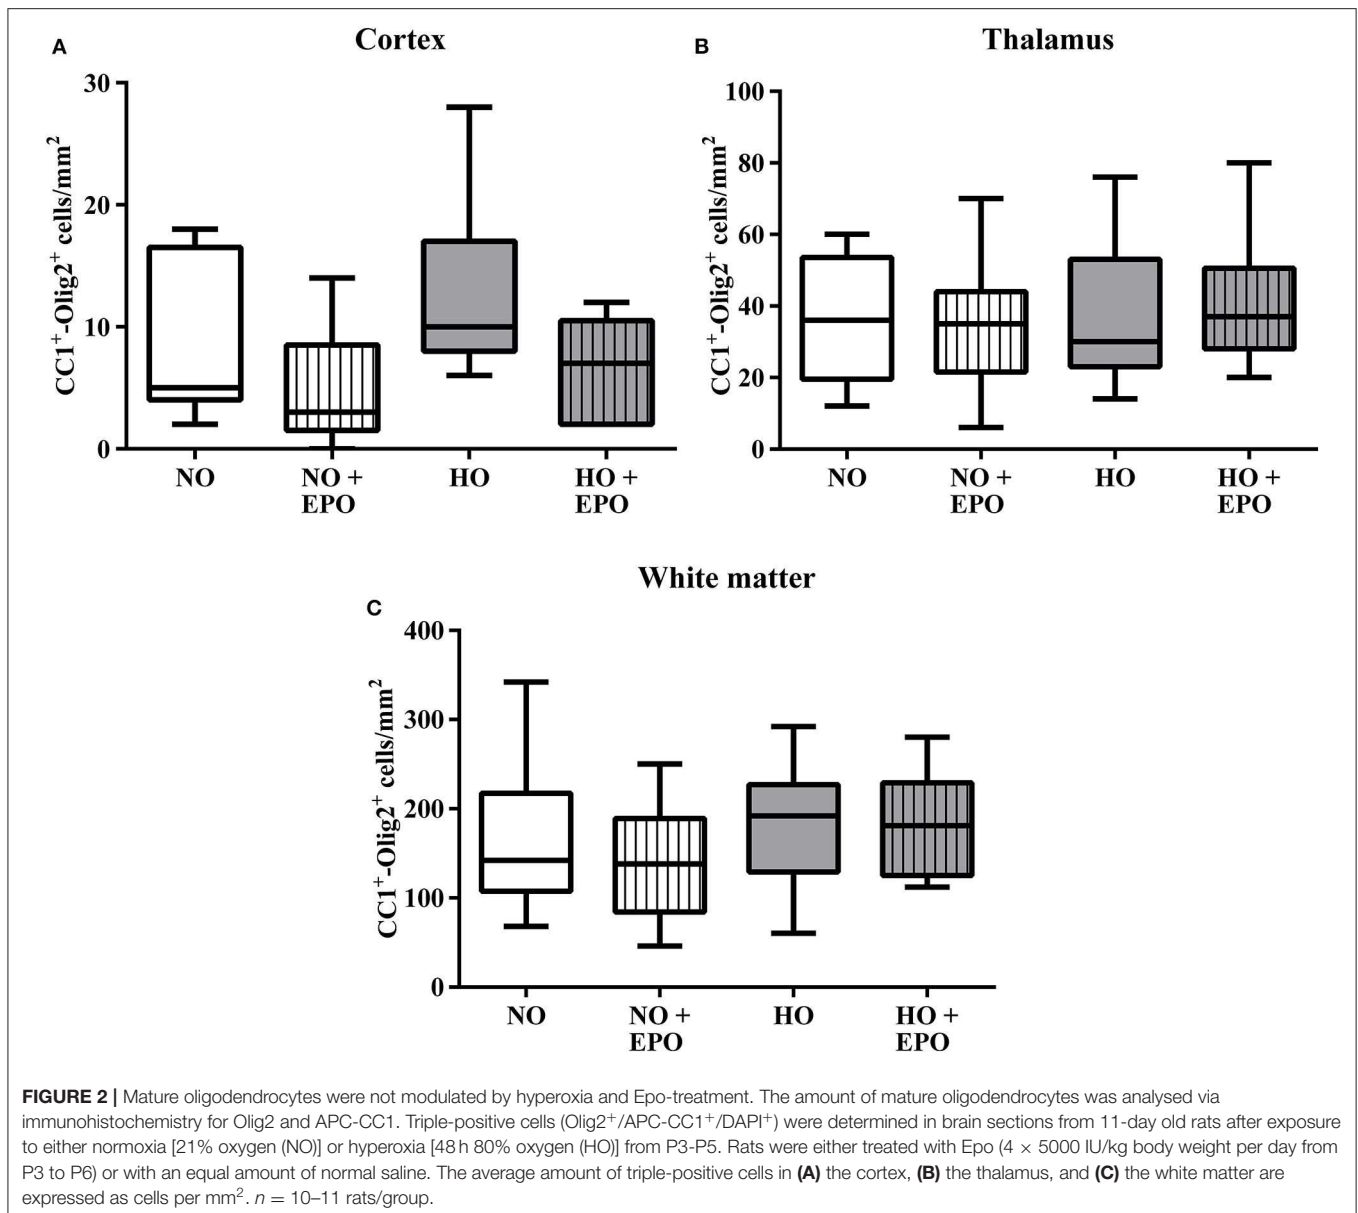 A
Cortex
CC1⁺-Olig2⁺ cells/mm²
30
20
10
0
NO
NO +
EPO
HO
HO +
EPO
B
Thalamus
CC1⁺-Olig2⁺ cells/mm²
100
80
60
40
20
0
NO
NO +
EPO
HO
HO +
EPO
White matter
C
CC1⁺-Olig2⁺ cells/mm²
400
300
200
100
0
NO
NO +
EPO
HO
HO +
EPO
FIGURE 2 | Mature oligodendrocytes were not modulated by hyperoxia and Epo-treatment. The amount of mature oligodendrocytes was analysed via
immunohistochemistry for Olig2 and APC-CC1. Triple-positive cells (Olig2⁺/APC-CC1⁺/DAPI⁺) were determined in brain sections from 11-day old rats after exposure
to either normoxia [21% oxygen (NO)] or hyperoxia [48 h 80% oxygen (HO)] from P3-P5. Rats were either treated with Epo (4 × 5000 IU/kg body weight per day from
P3 to P6) or with an equal amount of normal saline. The average amount of triple-positive cells in (A) the cortex, (B) the thalamus, and (C) the white matter are
expressed as cells per mm². n = 10–11 rats/group.